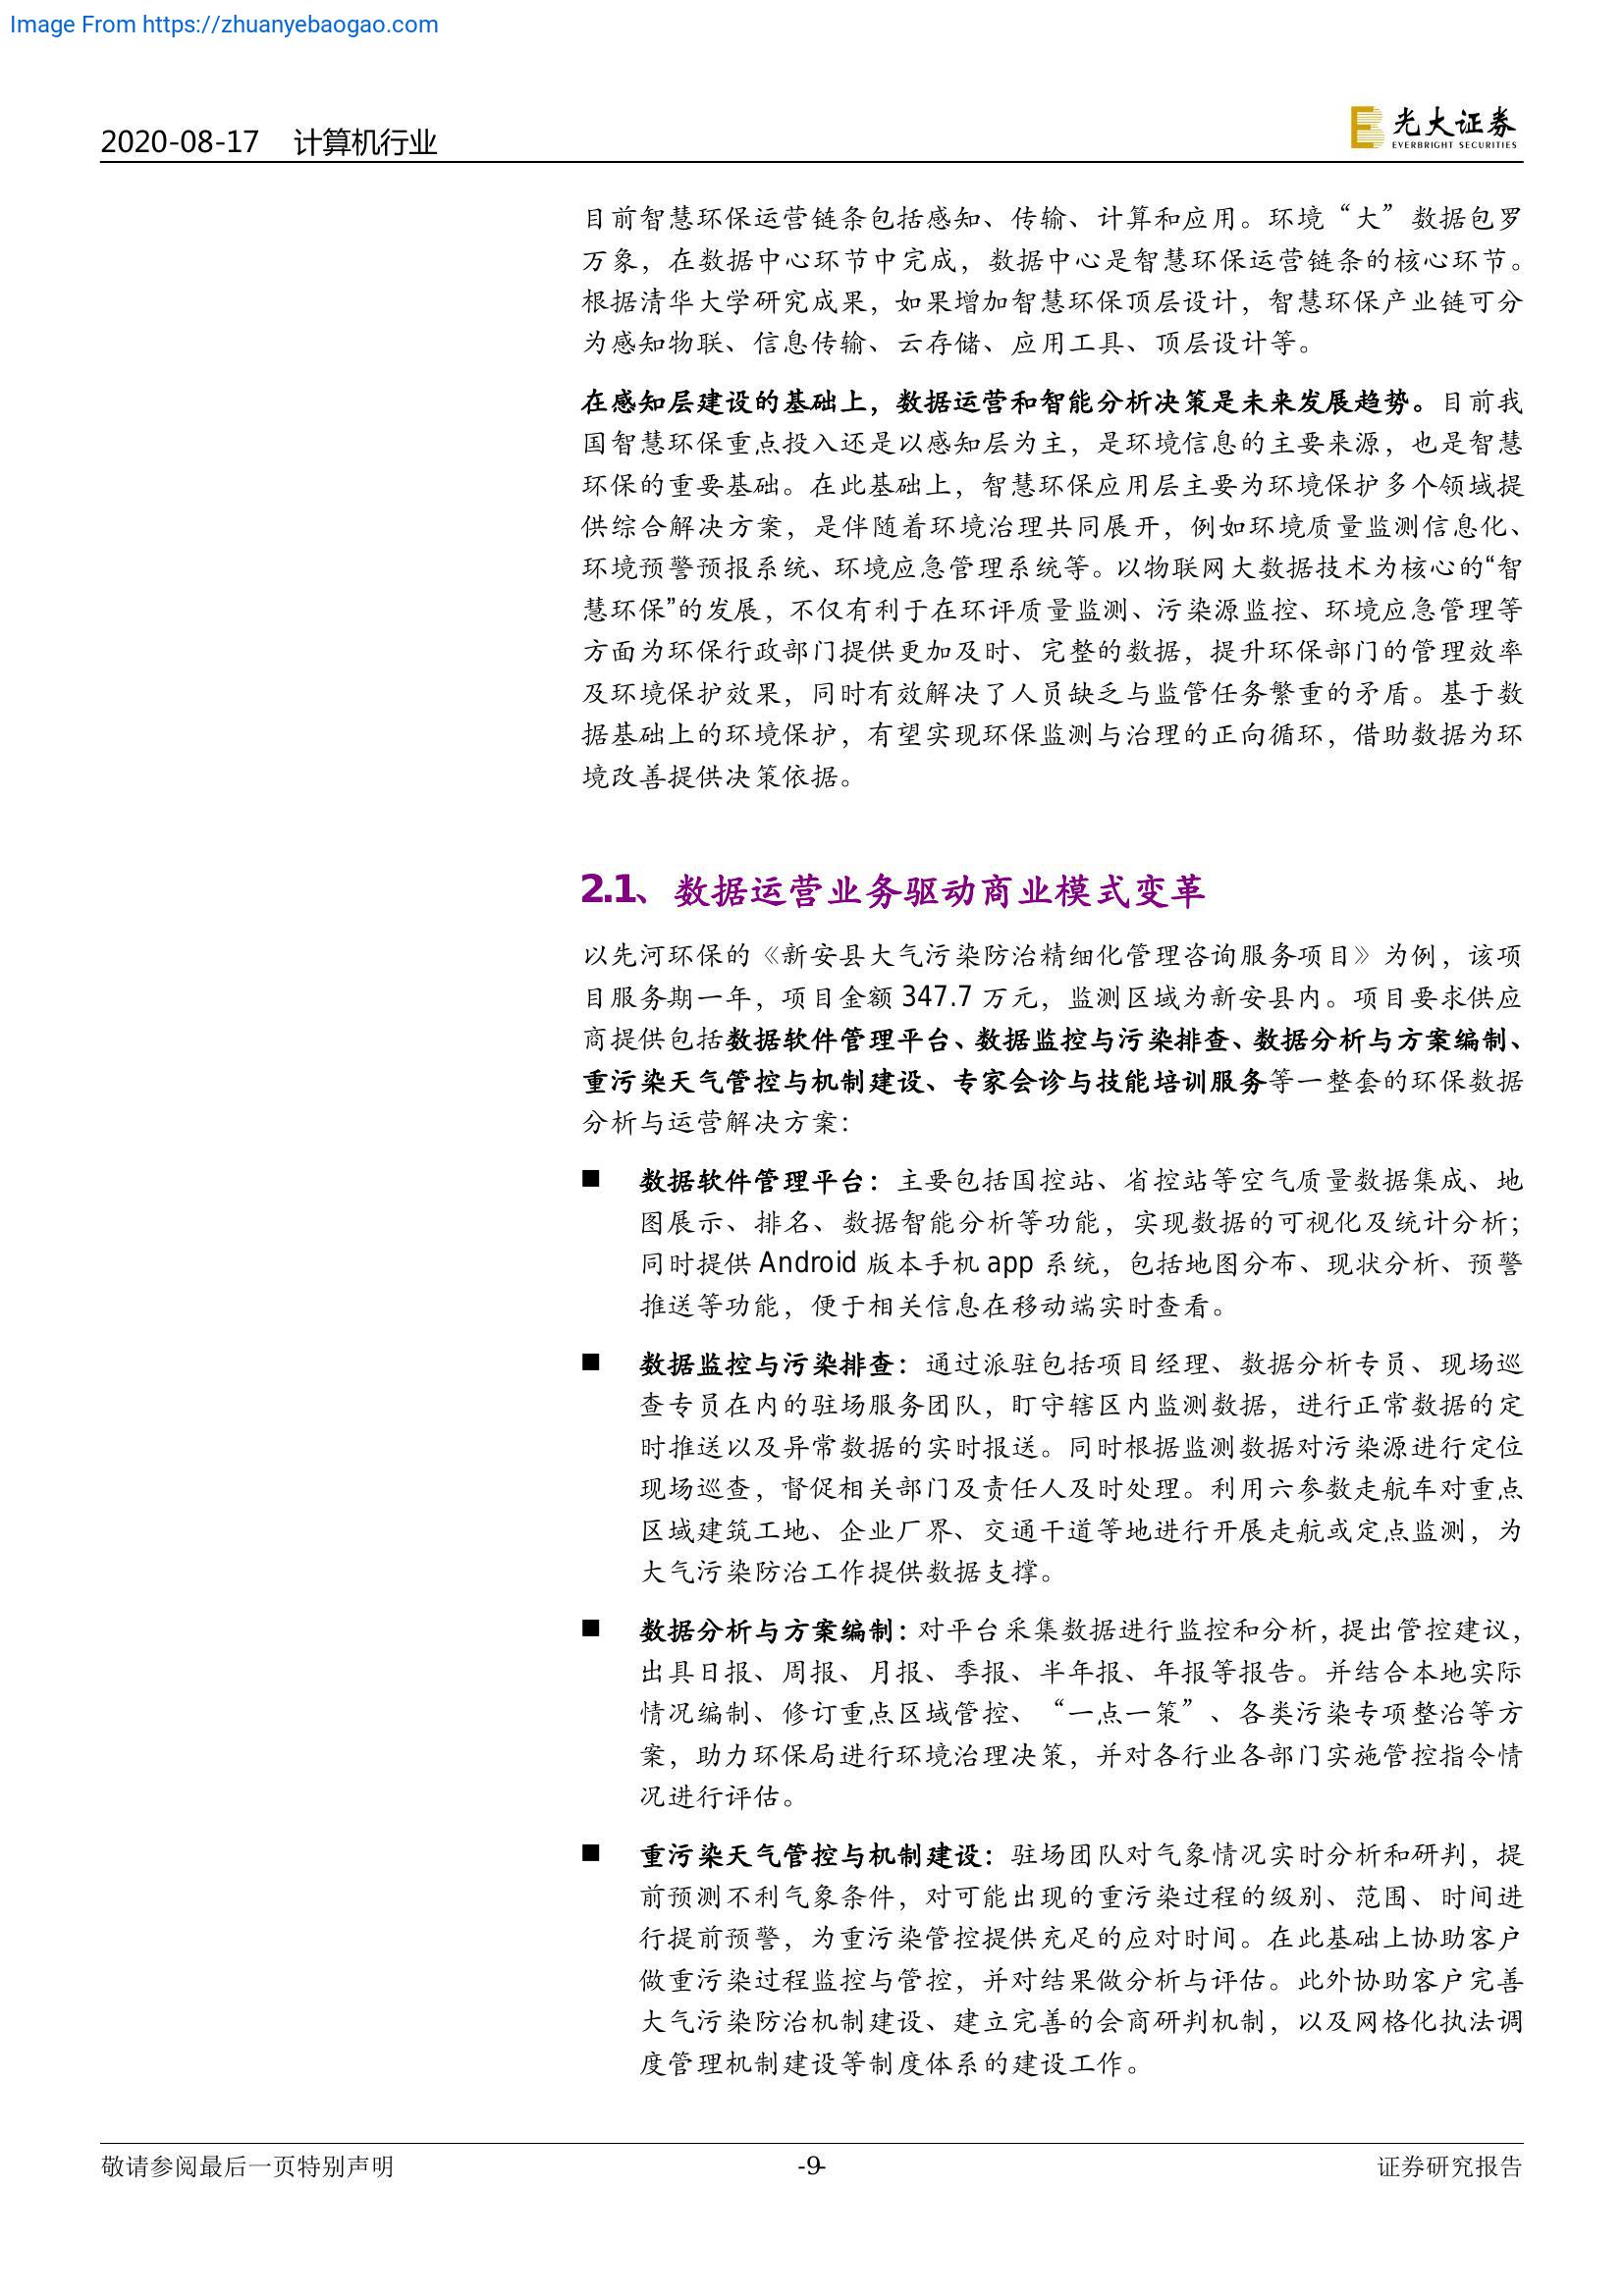 Image From https://zhuanyebaogao.com
2020-08-17 计算机行业
光大证券
EVERBRIGHT SECURITIES
目前智慧环保运营链条包括感知、传输、计算和应用。环境“大”数据包罗
万象，在数据中心环节中完成，数据中心是智慧环保运营链条的核心环节。
根据清华大学研究成果，如果增加智慧环保顶层设计，智慧环保产业链可分
为感知物联、信息传输、云存储、应用工具、顶层设计等。
在感知层建设的基础上，数据运营和智能分析决策是未来发展趋势。目前我
国智慧环保重点投入还是以感知层为主，是环境信息的主要来源，也是智慧
环保的重要基础。在此基础上，智慧环保应用层主要为环境保护多个领域提
供综合解决方案，是伴随着环境治理共同展开，例如环境质量监测信息化、
环境预警预报系统、环境应急管理系统等。以物联网大数据技术为核心的“智
慧环保”的发展，不仅有利于在环评质量监测、污染源监控、环境应急管理等
方面为环保行政部门提供更加及时、完整的数据，提升环保部门的管理效率
及环境保护效果，同时有效解决了人员缺乏与监管任务繁重的矛盾。基于数
据基础上的环境保护，有望实现环保监测与治理的正向循环，借助数据为环
境改善提供决策依据。
2.1、数据运营业务驱动商业模式变革
以先河环保的《新安县大气污染防治精细化管理咨询服务项目》为例，该项
目服务期一年，项目金额 347.7 万元，监测区域为新安县内。项目要求供应
商提供包括数据软件管理平台、数据监控与污染排查、数据分析与方案编制、
重污染天气管控与机制建设、专家会诊与技能培训服务等一整套的环保数据
分析与运营解决方案：
■ 数据软件管理平台：主要包括国控站、省控站等空气质量数据集成、地
图展示、排名、数据智能分析等功能，实现数据的可视化及统计分析；
同时提供 Android 版本手机 app 系统，包括地图分布、现状分析、预警
推送等功能，便于相关信息在移动端实时查看。
■ 数据监控与污染排查：通过派驻包括项目经理、数据分析专员、现场巡
查专员在内的驻场服务团队，盯守辖区内监测数据，进行正常数据的定
时推送以及异常数据的实时报送。同时根据监测数据对污染源进行定位
现场巡查，督促相关部门及责任人及时处理。利用六参数走航车对重点
区域建筑工地、企业厂界、交通干道等地进行开展走航或定点监测，为
大气污染防治工作提供数据支撑。
■ 数据分析与方案编制：对平台采集数据进行监控和分析，提出管控建议，
出具日报、周报、月报、季报、半年报、年报等报告。并结合本地实际
情况编制、修订重点区域管控、“一点一策”、各类污染专项整治等方
案，助力环保局进行环境治理决策，并对各行业各部门实施管控指令情
况进行评估。
■ 重污染天气管控与机制建设：驻场团队对气象情况实时分析和研判，提
前预测不利气象条件，对可能出现的重污染过程的级别、范围、时间进
行提前预警，为重污染管控提供充足的应对时间。在此基础上协助客户
做重污染过程监控与管控，并对结果做分析与评估。此外协助客户完善
大气污染防治机制建设、建立完善的会商研判机制，以及网格化执法调
度管理机制建设等制度体系的建设工作。
敬请参阅最后一页特别声明
-9-
证券研究报告